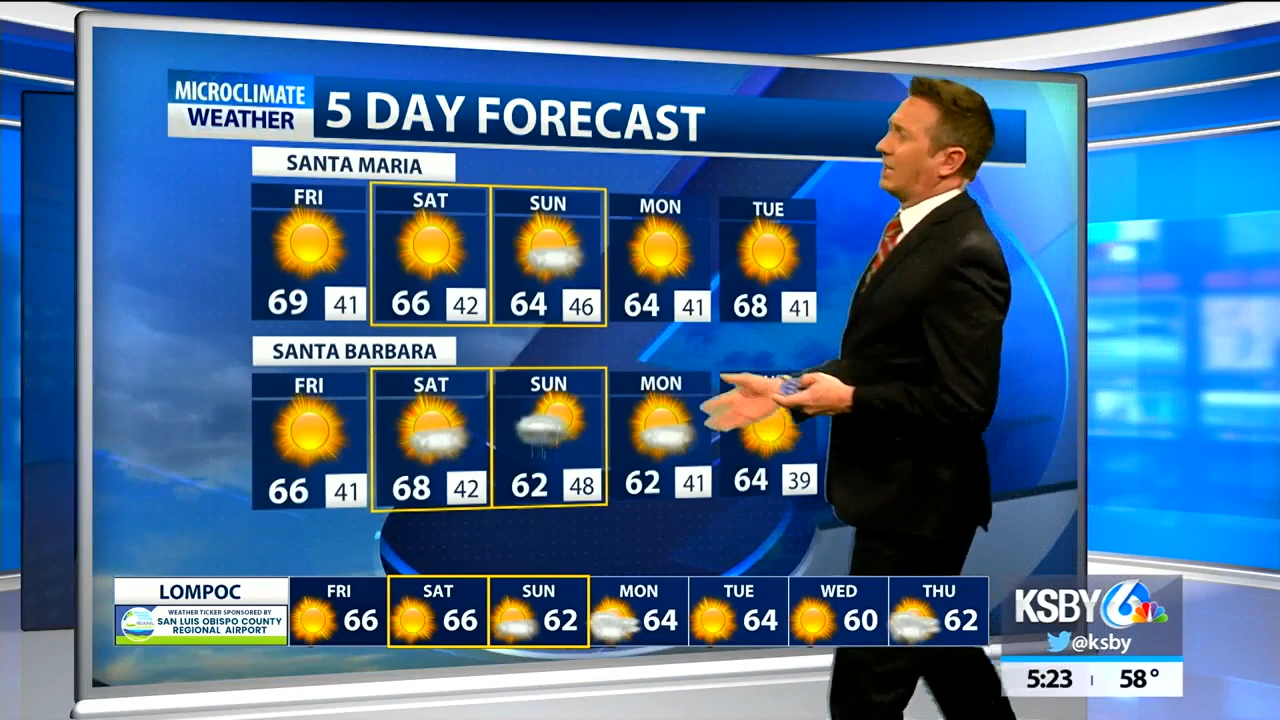 MICROCLIMATE
WEATHER
5 DAY FORECAST
SANTA MARIA
FRI SAT SUN MON TUE
69 41 66 42 64 46 64 41 68 41
SANTA BARBARA
FRI SAT SUN MON
66 41 68 42 62 48 62 41 64 39
LOMPOC
WEATHER TICKER SPONSORED BY
SAN LUIS OBISPO COUNTY
REGIONAL AIRPORT
FRI SAT SUN MON TUE WED THU
66 66 62 64 64 60 62
KSBY 6
@ksby
5:23 58°